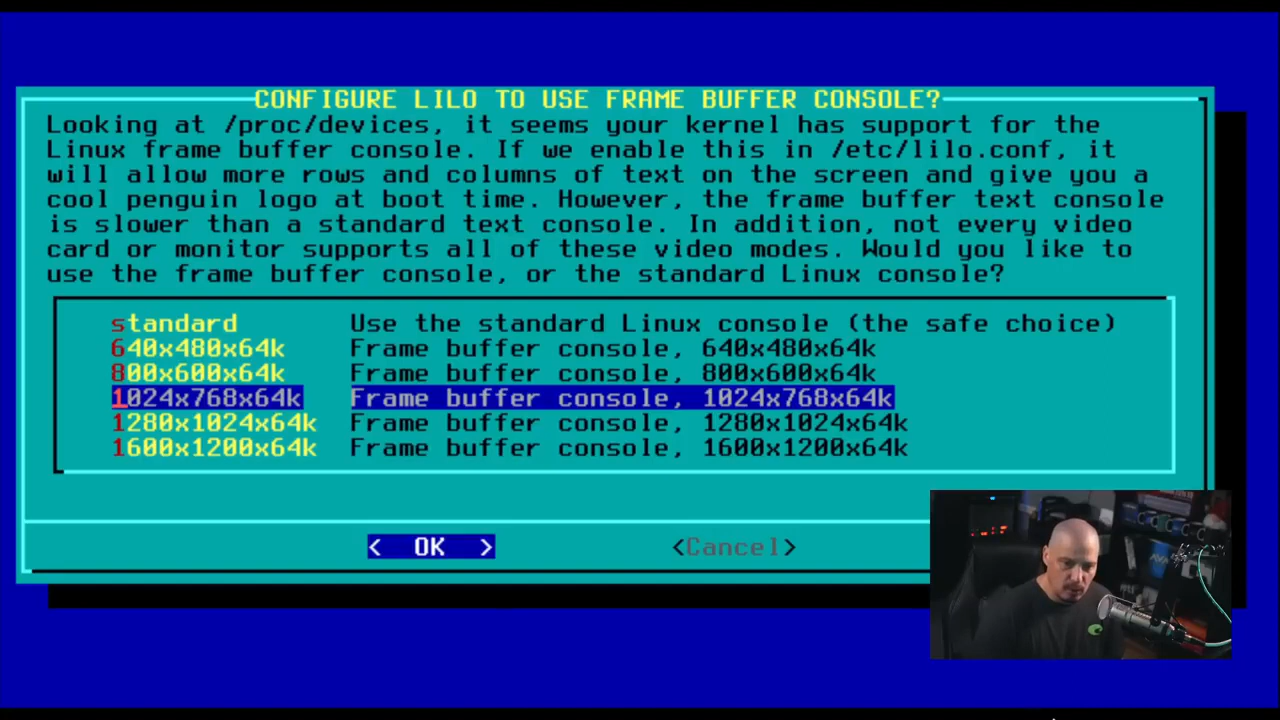 CONFIGURE LILO TO USE FRAME BUFFER CONSOLE?
Looking at /proc/devices, it seems your kernel has support for the
Linux frame buffer console. If we enable this in /etc/lilo.conf, it
will allow more rows and columns of text on the screen and give you a
cool penguin logo at boot time. However, the frame buffer text console
is slower than a standard text console. In addition, not every video
card or monitor supports all of these video modes. Would you like to
use the frame buffer console, or the standard Linux console?
standard Use the standard Linux console (the safe choice)
640x480x64k Frame buffer console, 640x480x64k
800x600x64k Frame buffer console, 800x600x64k
1024x768x64k Frame buffer console, 1024x768x64k
1280x1024x64k Frame buffer console, 1280x1024x64k
1600x1200x64k Frame buffer console, 1600x1200x64k
< OK > <Cancel>